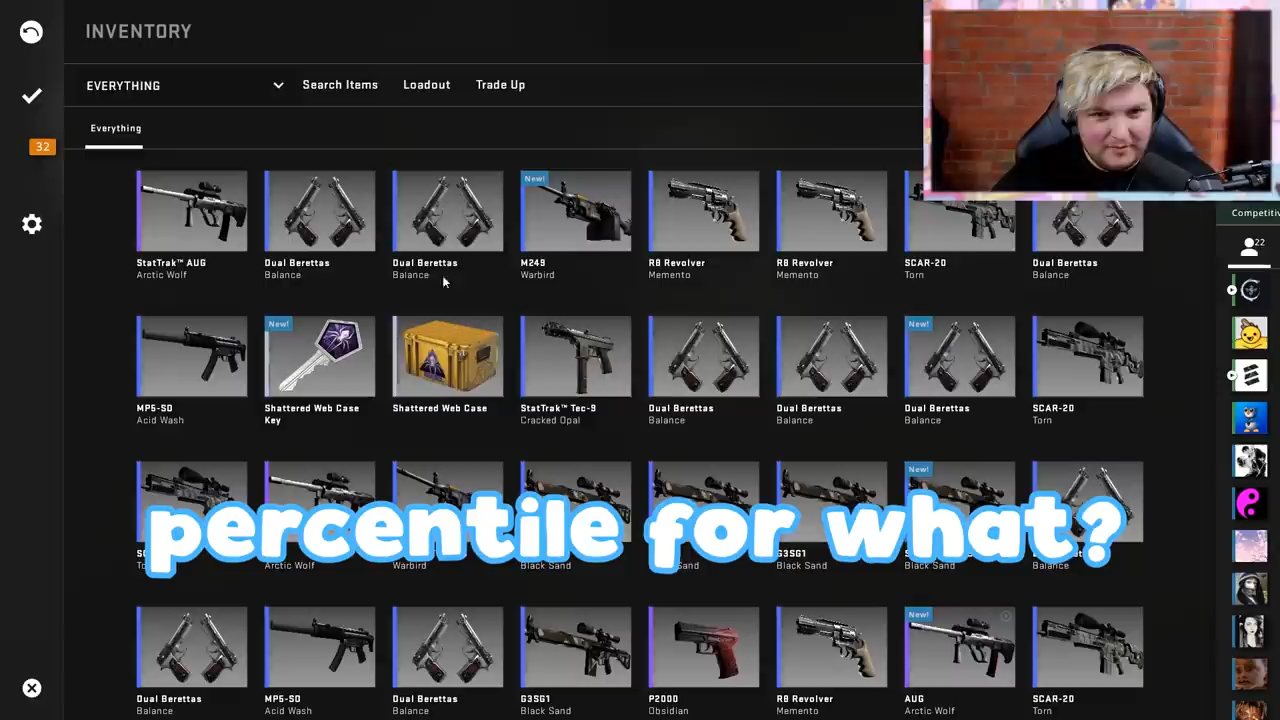 INVENTORY
EVERYTHING
Search Items
Loadout
Trade Up
Everything
32
Competitiv
22
New!
StatTrak™ AUG
Arctic Wolf
Dual Berettas
Balance
Dual Berettas
Balance
M249
Warbird
R8 Revolver
Memento
R8 Revolver
Memento
SCAR-20
Torn
Dual Berettas
Balance
New!
New!
MP5-SD
Acid Wash
Shattered Web Case
Key
Shattered Web Case
StatTrak™ Tec-9
Cracked Opal
Dual Berettas
Balance
Dual Berettas
Balance
Dual Berettas
Balance
SCAR-20
Torn
New!
percentile for what?
Arctic Wolf
Warbird
Black Sand
G3SG1
Black Sand
Black Sand
Balance
New!
Dual Berettas
Balance
MP5-SD
Acid Wash
Dual Berettas
Balance
G3SG1
Black Sand
P2000
Obsidian
R8 Revolver
Memento
AUG
Arctic Wolf
SCAR-20
Torn